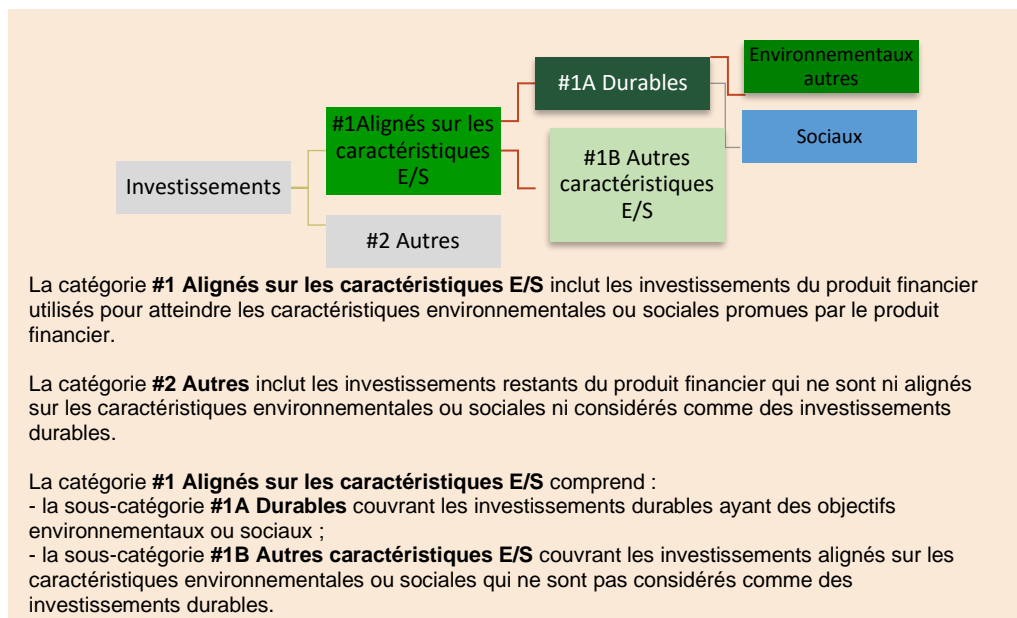 Environnementaux
autres
#1A Durables
#1Alignés sur les
caractéristiques
E/S
Sociaux
#1B Autres
caractéristiques
E/S
Investissements
#2 Autres
La catégorie #1 Alignés sur les caractéristiques E/S inclut les investissements du produit financier
utilisés pour atteindre les caractéristiques environnementales ou sociales promues par le produit
financier.
La catégorie #2 Autres inclut les investissements restants du produit financier qui ne sont ni alignés
sur les caractéristiques environnementales ou sociales ni considérés comme des investissements
durables.
La catégorie #1 Alignés sur les caractéristiques E/S comprend :
- la sous-catégorie #1A Durables couvrant les investissements durables ayant des objectifs
environnementaux ou sociaux ;
- la sous-catégorie #1B Autres caractéristiques E/S couvrant les investissements alignés sur les
caractéristiques environnementales ou sociales qui ne sont pas considérés comme des
investissements durables.